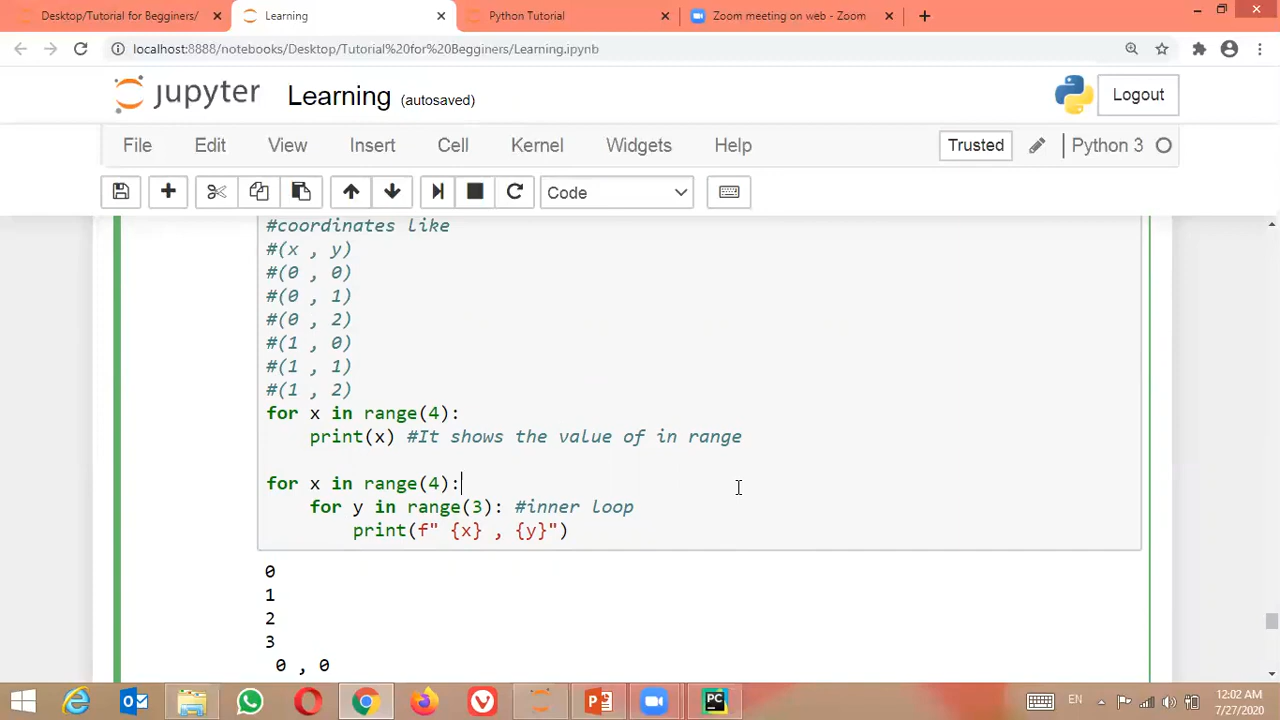 Desktop/Tutorial for Begginers/
Learning
Python Tutorial
Zoom meeting on web - Zoom
localhost:8888/notebooks/Desktop/Tutorial%20for%20Begginers/Learning.ipynb
jupyter Learning (autosaved)
Logout
File Edit View Insert Cell Kernel Widgets Help Trusted Python 3
Code
#coordinates like
#(x , y)
#(0 , 0)
#(0 , 1)
#(0 , 2)
#(1 , 0)
#(1 , 1)
#(1 , 2)
for x in range(4):
    print(x) #It shows the value of in range
for x in range(4):
    for y in range(3): #inner loop
        print(f" {x} , {y}")
0
1
2
3
0 , 0
EN
12:02 AM
7/27/2020